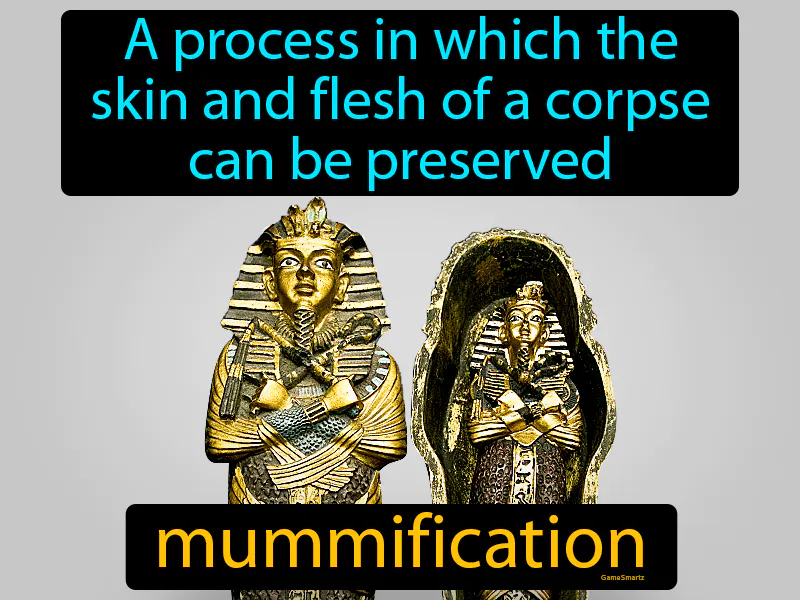 A process in which the
skin and flesh of a corpse
can be preserved
mummification
GameSmartz